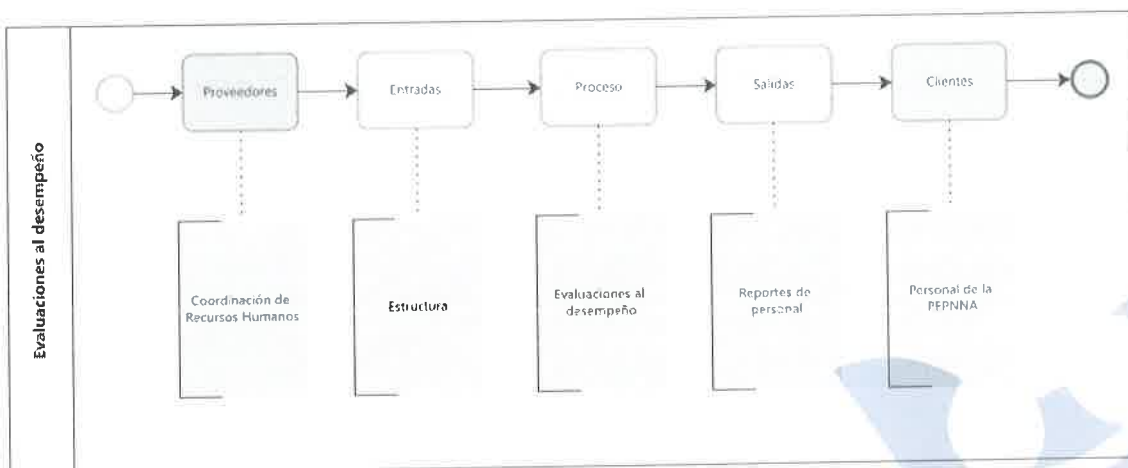 Evaluaciones al desempeño
Proveedores
Entradas
Proceso
Salidas
Clientes
Coordinación de
Recursos Humanos
Estructura
Evaluaciones al
desempeño
Reportes de
personal
Personal de la
PEPNNA